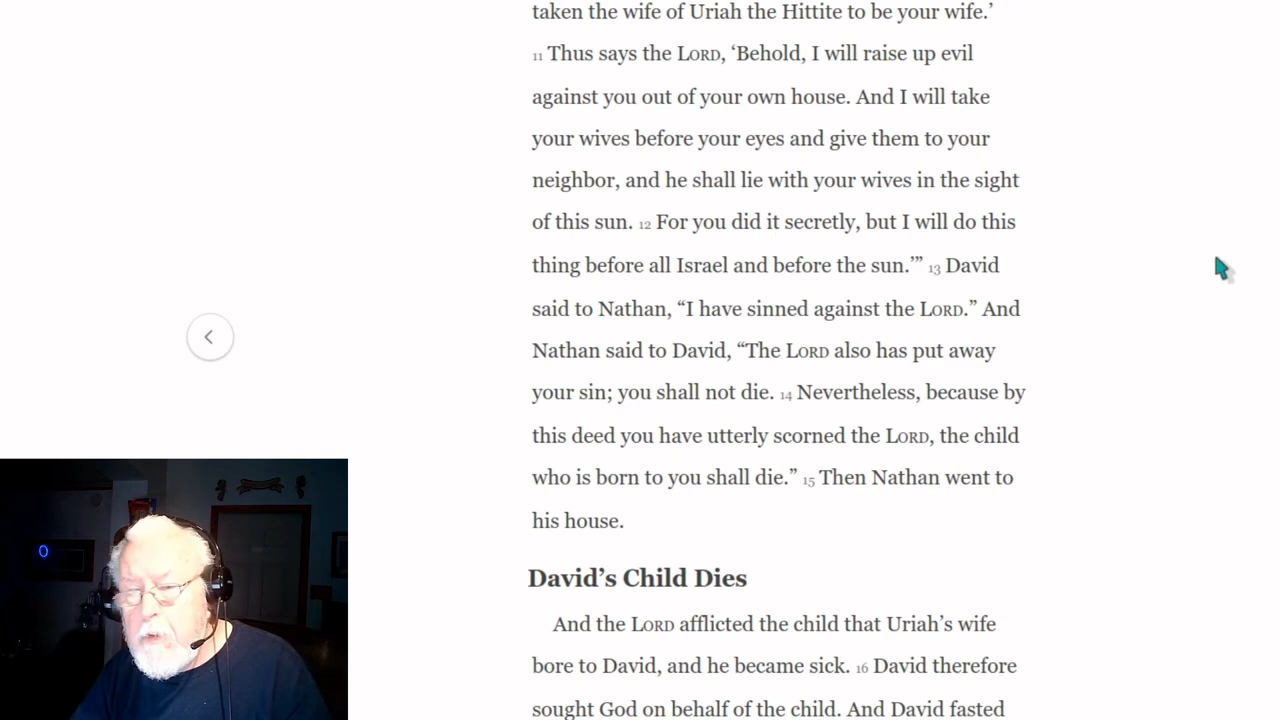 taken the wife of Uriah the Hittite to be your wife.’
11 Thus says the LORD, ‘Behold, I will raise up evil
against you out of your own house. And I will take
your wives before your eyes and give them to your
neighbor, and he shall lie with your wives in the sight
of this sun. 12 For you did it secretly, but I will do this
thing before all Israel and before the sun.’” 13 David
said to Nathan, “I have sinned against the LORD.” And
Nathan said to David, “The LORD also has put away
your sin; you shall not die. 14 Nevertheless, because by
this deed you have utterly scorned the LORD, the child
who is born to you shall die.” 15 Then Nathan went to
his house.
David’s Child Dies
And the LORD afflicted the child that Uriah’s wife
bore to David, and he became sick. 16 David therefore
sought God on behalf of the child. And David fasted